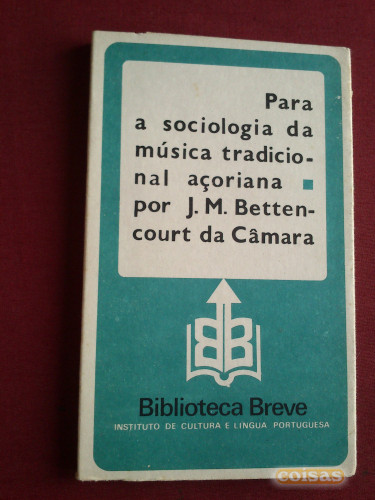 Para
a sociologia da
música tradicio-
nal açoriana ■
por J. M. Betten-
court da Câmara
BB
Biblioteca Breve
INSTITUTO DE CULTURA E LÍNGUA PORTUGUESA
coisas